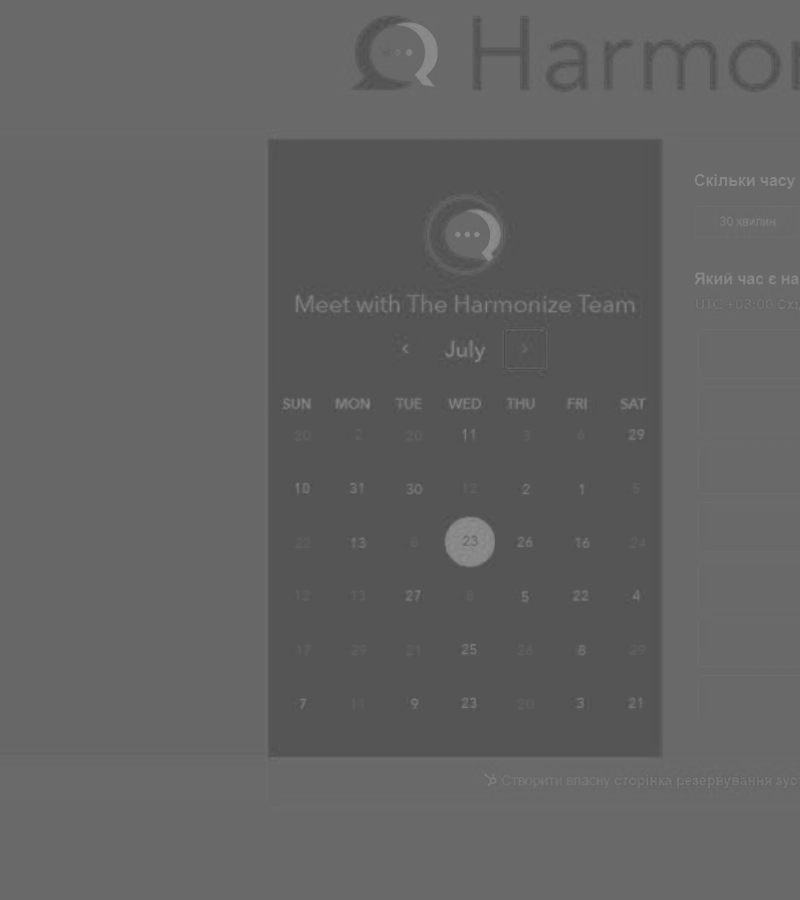 Harmon
Скільки часу
30 хвилин
Meet with The Harmonize Team
Який час є на
UTC +03:00 Схі
‹ July ›
SUN MON TUE WED THU FRI SAT
20 2 20 11 3 6 29
10 31 30 12 2 1 5
22 13 8 23 26 16 24
12 13 27 8 5 22 4
17 29 21 25 26 8 29
7 11 9 23 20 3 21
Створити власну сторінка резервування зуст